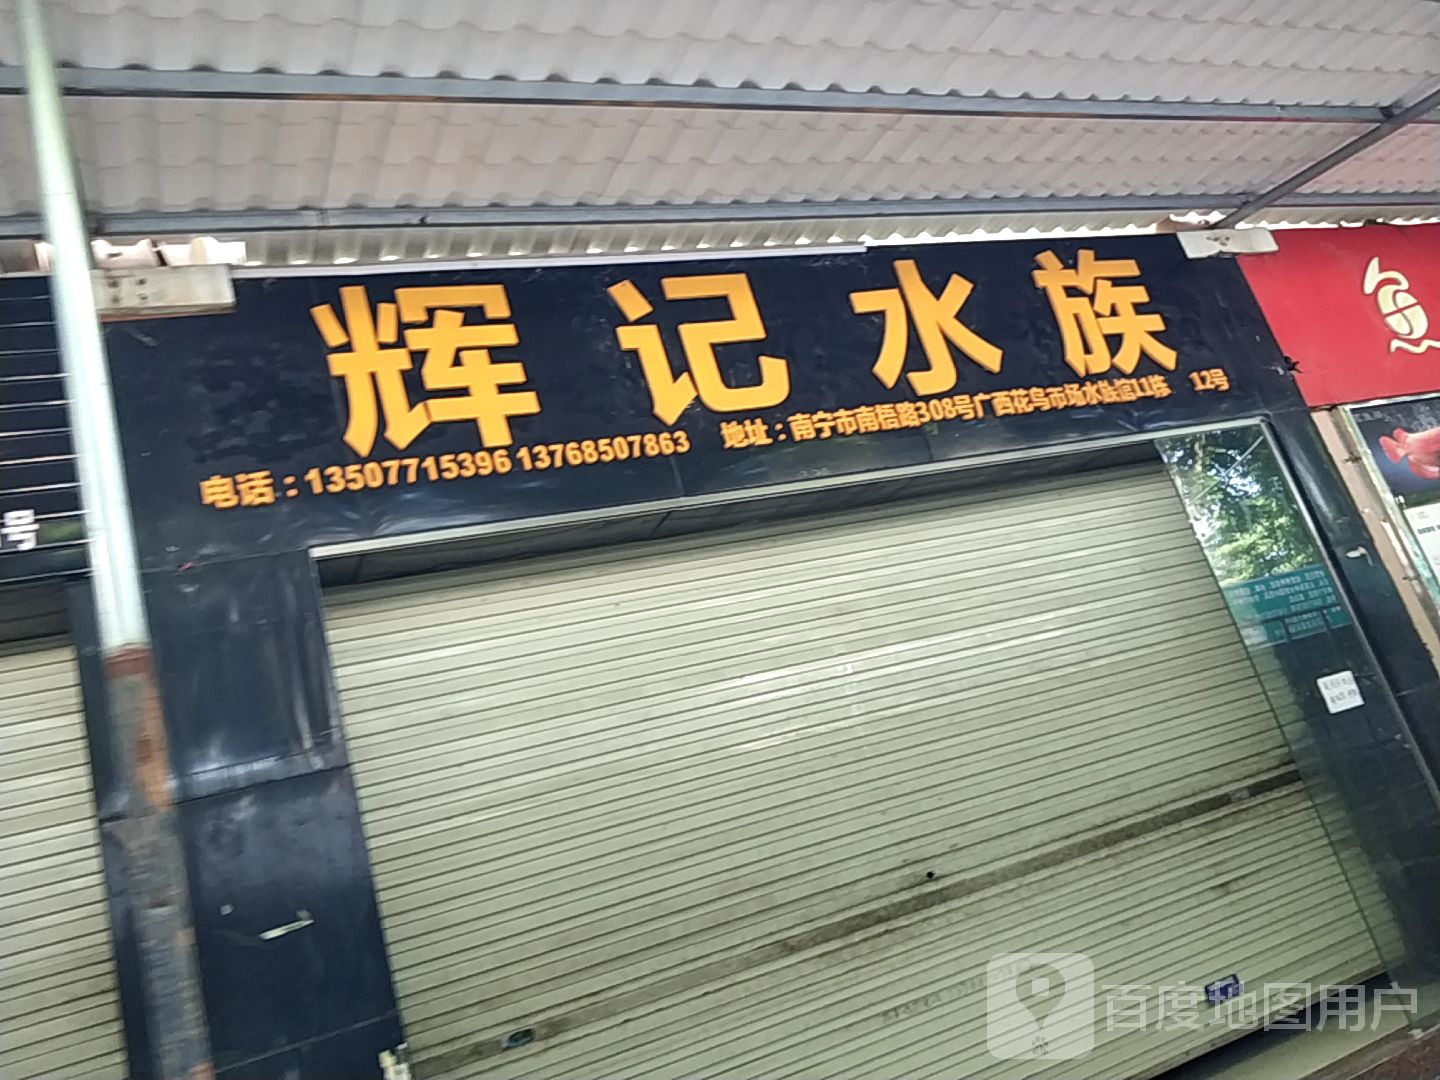 辉记水族
电话：13507715396 13768507863 地址：南宁市南梧路308号广西花鸟市场水族馆11栋 12号
号
百度地图用户